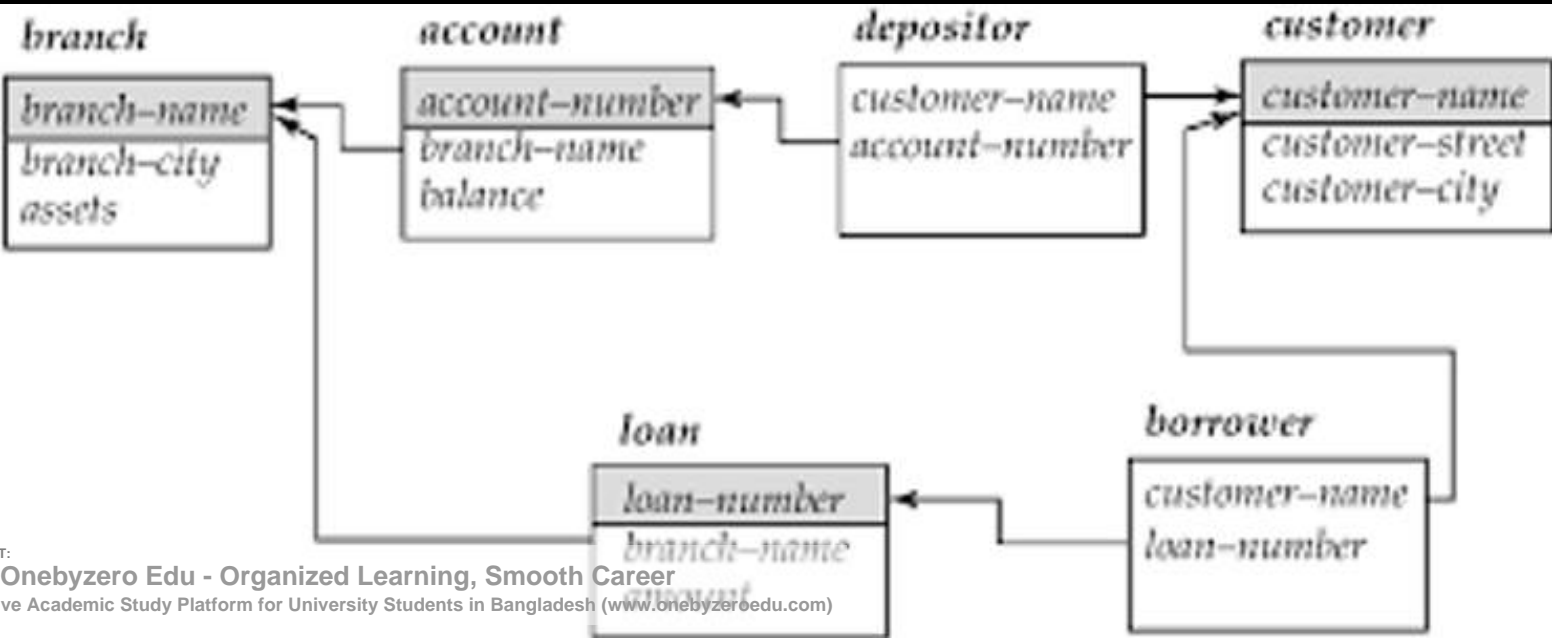 branch
branch-name
branch-city
assets
account
account-number
branch-name
balance
depositor
customer-name
account-number
customer
customer-name
customer-street
customer-city
loan
loan-number
branch-name
amount
borrower
customer-name
loan-number
T:
Onebyzero Edu - Organized Learning, Smooth Career
ve Academic Study Platform for University Students in Bangladesh (www.onebyzeroedu.com)